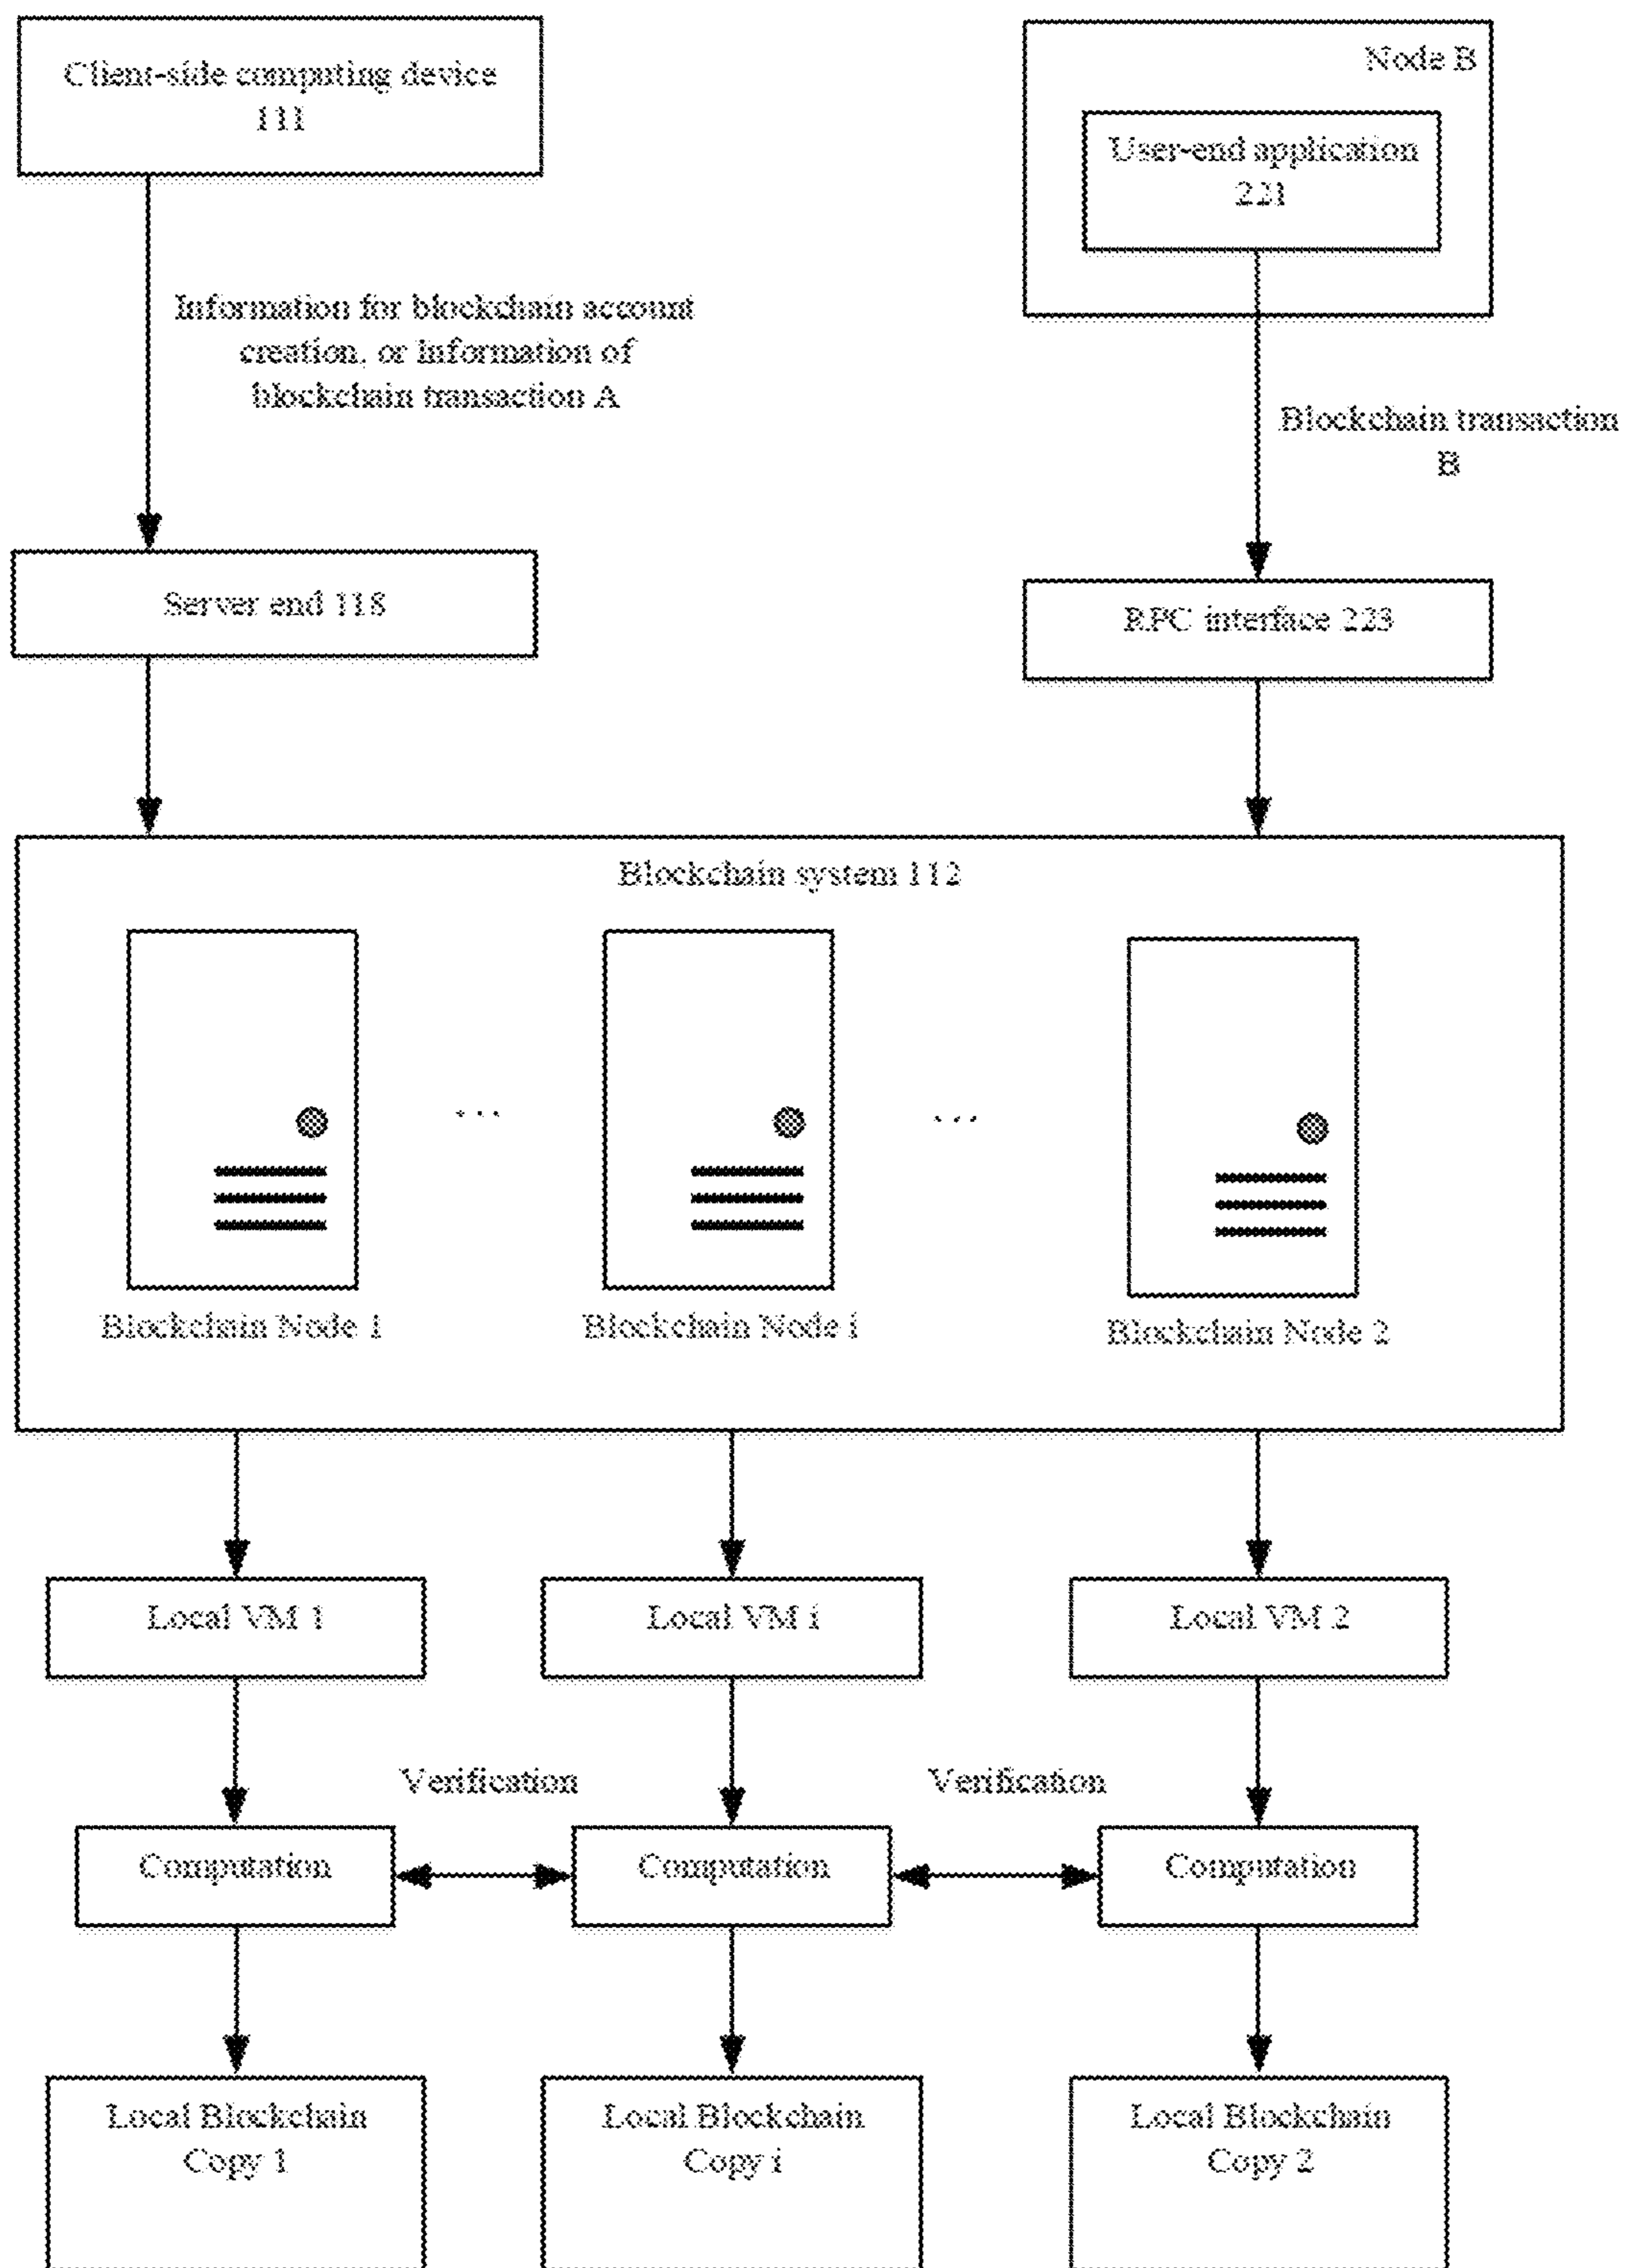 Client-side computing device
111
Node B
User-end application
221
Information for blockchain account
creation, or Information of
blockchain transaction A
Blockchain transaction
B
Server end 118
RPC interface 223
Blockchain system 112
...
...
Blockchain Node 1
Blockchain Node i
Blockchain Node 2
Local VM 1
Local VM i
Local VM 2
Verification
Verification
Computation
Computation
Computation
Local Blockchain
Copy 1
Local Blockchain
Copy i
Local Blockchain
Copy 2